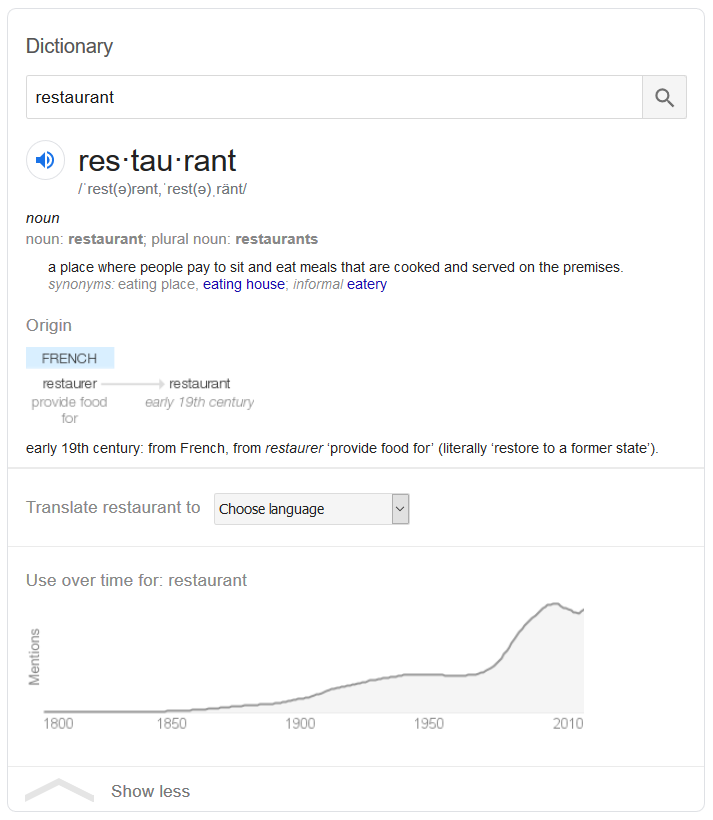 Dictionary
restaurant
res·tau·rant
/ˈrest(ə)rənt,ˈrest(ə)ˌränt/
noun
noun: restaurant; plural noun: restaurants
a place where people pay to sit and eat meals that are cooked and served on the premises.
synonyms: eating place, eating house; informal eatery
Origin
FRENCH
restaurer restaurant
provide food early 19th century
for
early 19th century: from French, from restaurer ‘provide food for’ (literally ‘restore to a former state’).
Translate restaurant to Choose language
Use over time for: restaurant
Mentions
1800 1850 1900 1950 2010
Show less